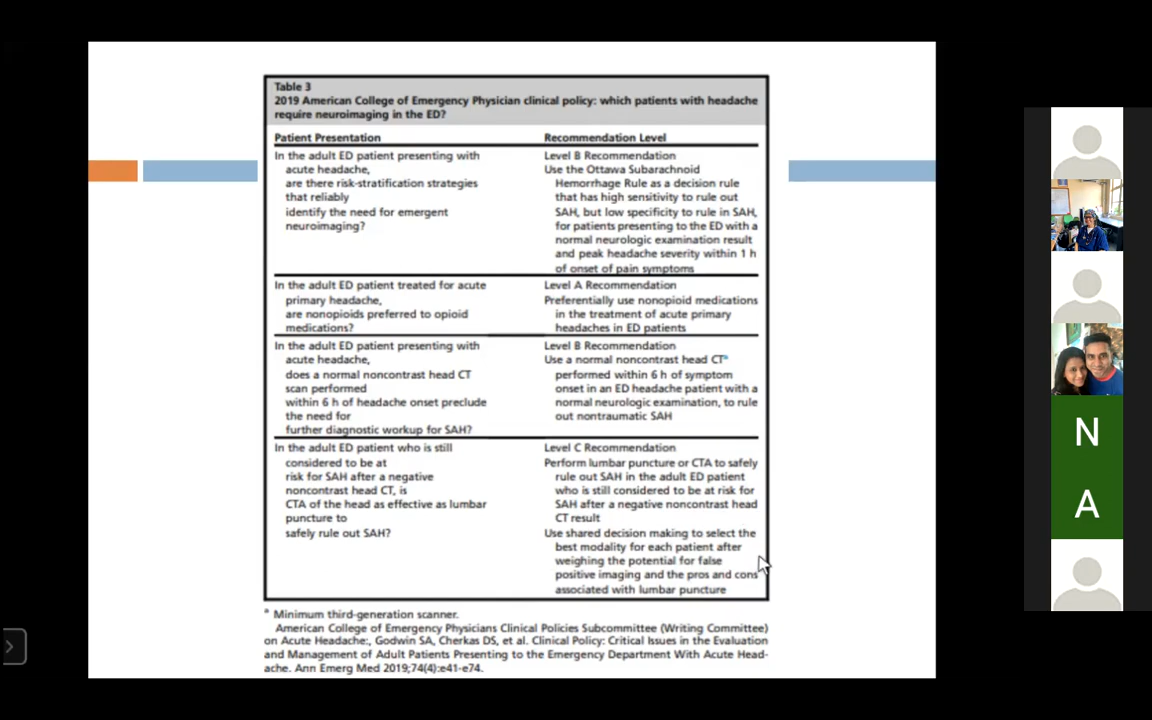 Table 3
2019 American College of Emergency Physician clinical policy: which patients with headache
require neuroimaging in the ED?
Patient Presentation
Recommendation Level
In the adult ED patient presenting with
acute headache,
are there risk-stratification strategies
that reliably
identify the need for emergent
neuroimaging?
Level B Recommendation
Use the Ottawa Subarachnoid
Hemorrhage Rule as a decision rule
that has high sensitivity to rule out
SAH, but low specificity to rule in SAH,
for patients presenting to the ED with a
normal neurologic examination result
and peak headache severity within 1 h
of onset of pain symptoms
In the adult ED patient treated for acute
primary headache,
are nonopioids preferred to opioid
medications?
Level A Recommendation
Preferentially use nonopioid medications
in the treatment of acute primary
headaches in ED patients
In the adult ED patient presenting with
acute headache,
does a normal noncontrast head CT
scan performed
within 6 h of headache onset preclude
the need for
further diagnostic workup for SAH?
Level B Recommendation
Use a normal noncontrast head CTª
performed within 6 h of symptom
onset in an ED headache patient with a
normal neurologic examination, to rule
out nontraumatic SAH
In the adult ED patient who is still
considered to be at
risk for SAH after a negative
noncontrast head CT, is
CTA of the head as effective as lumbar
puncture to
safely rule out SAH?
Level C Recommendation
Perform lumbar puncture or CTA to safely
rule out SAH in the adult ED patient
who is still considered to be at risk for
SAH after a negative noncontrast head
CT result
Use shared decision making to select the
best modality for each patient after
weighing the potential for false
positive imaging and the pros and cons
associated with lumbar puncture
ª Minimum third-generation scanner.
American College of Emergency Physicians Clinical Policies Subcommittee (Writing Committee)
on Acute Headache:, Godwin SA, Cherkas DS, et al. Clinical Policy: Critical Issues in the Evaluation
and Management of Adult Patients Presenting to the Emergency Department With Acute Head-
ache. Ann Emerg Med 2019;74(4):e41-e74.
N
A